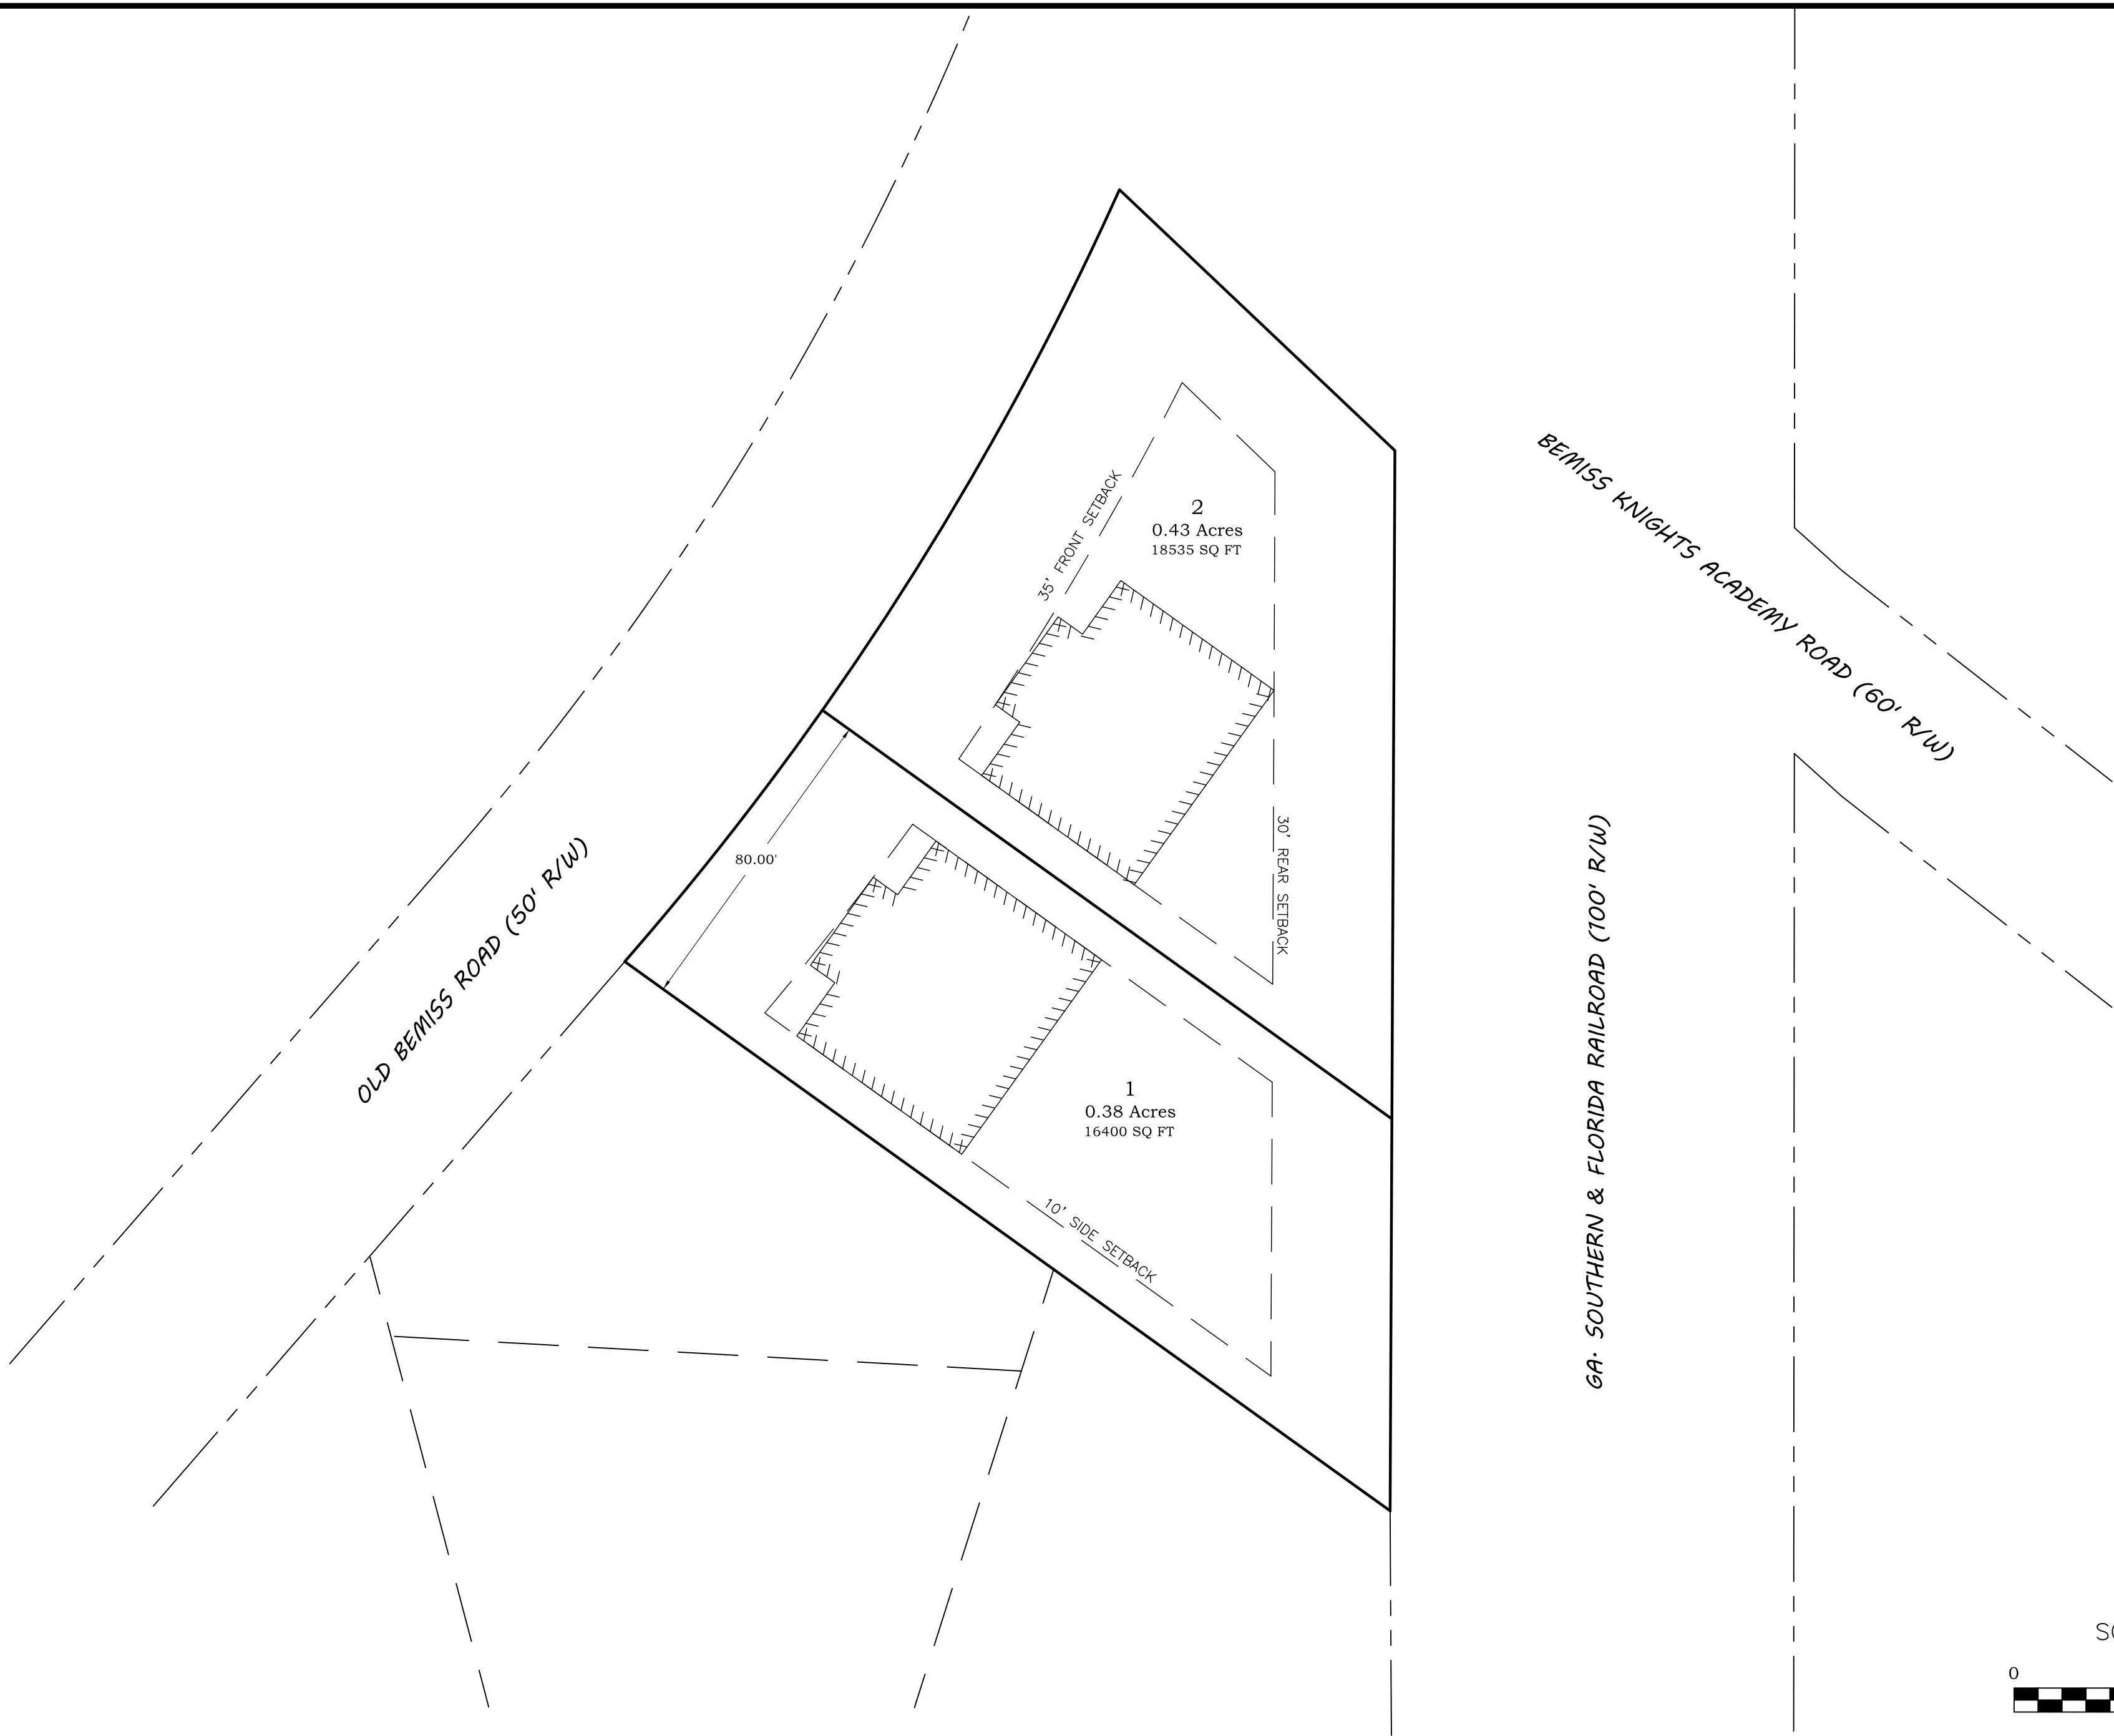 BEMISS KNIGHTS ACADEMY ROAD (60' R/W)
35' FRONT SETBACK
2
0.43 Acres
18535 SQ FT
80.00'
30' REAR SETBACK
OLD BEMISS ROAD (50' R/W)
GA. SOUTHERN & FLORIDA RAILROAD (100' R/W)
1
0.38 Acres
16400 SQ FT
10' SIDE SETBACK
0